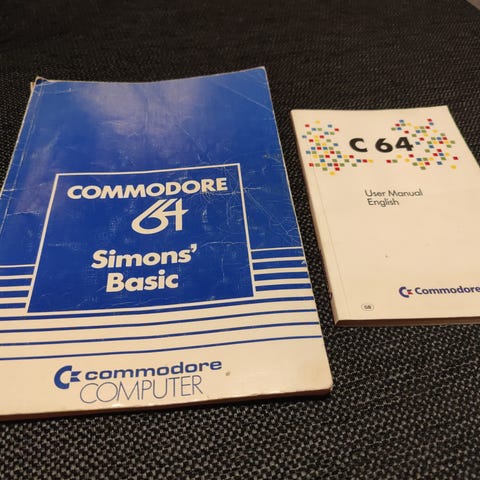 COMMODORE
64
Simons'
Basic
commodore
COMPUTER
C 64
User Manual
English
Commodore
GB